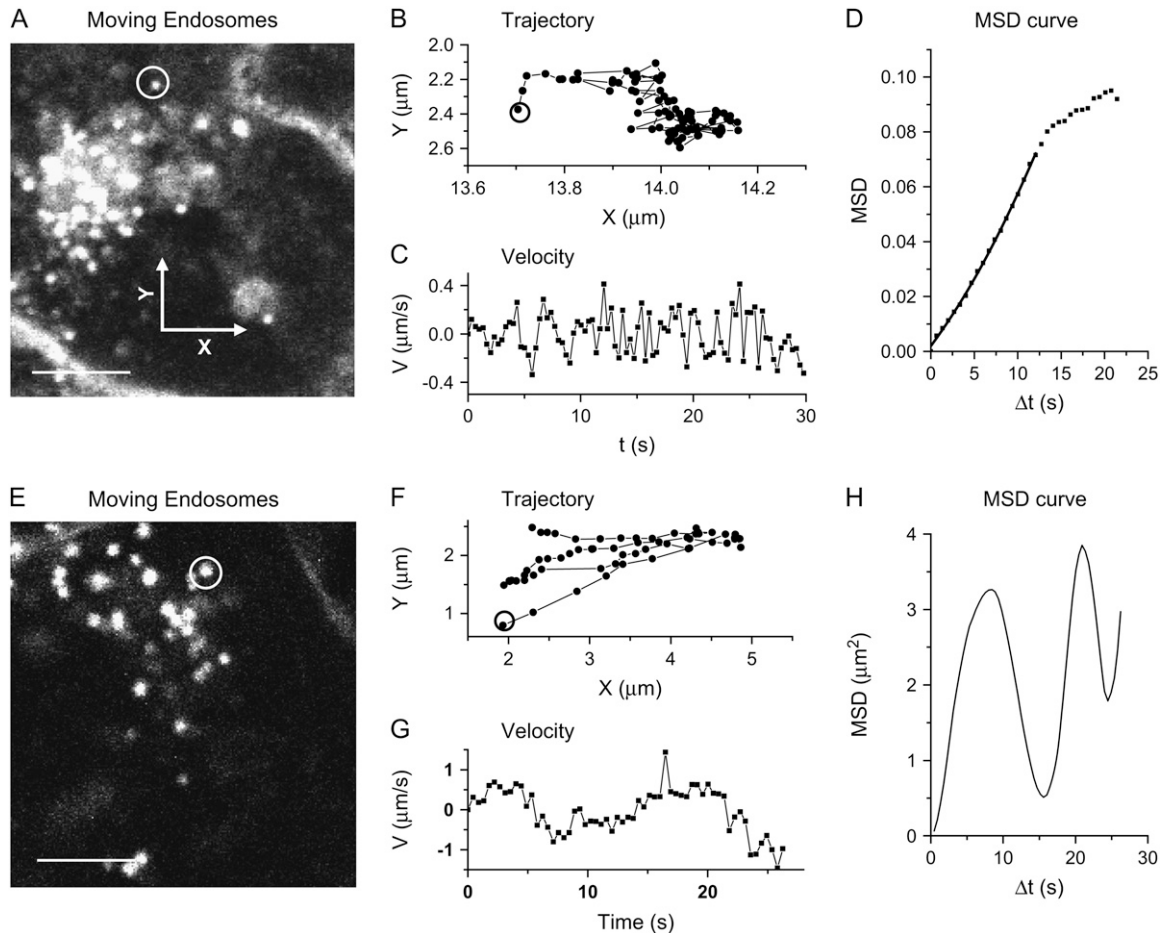 A Moving Endosomes
Y
X
B Trajectory
2.0
2.2
2.4
2.6
Y (μm)
13.6 13.8 14.0 14.2
X (μm)
C Velocity
0.4
0.0
-0.4
V (μm/s)
0 10 20 30
t (s)
D MSD curve
0.10
0.08
0.06
0.04
0.02
0.00
MSD
0 5 10 15 20 25
Δt (s)
E Moving Endosomes
F Trajectory
2
1
Y (μm)
2 3 4 5
X (μm)
G Velocity
1
0
-1
V (μm/s)
0 10 20
Time (s)
H MSD curve
4
3
2
1
0
MSD (μm²)
0 10 20 30
Δt (s)